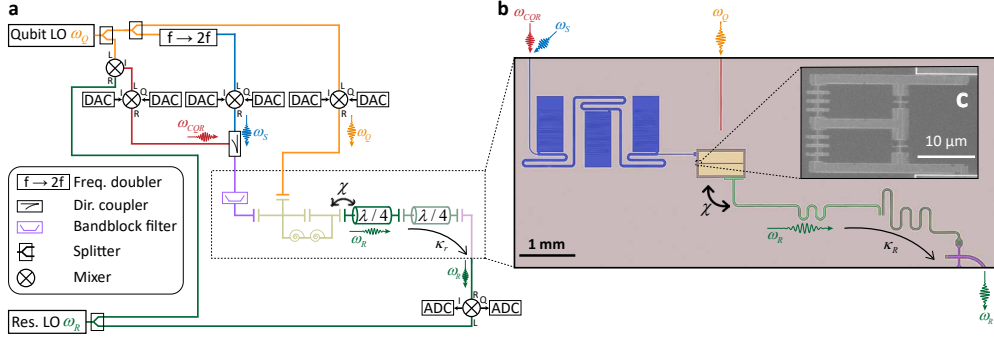 a
Qubit LO ω_Q
f → 2f
L
I
R
L
I
Q
R
L
I
Q
R
L
I
Q
R
DAC
DAC
DAC
DAC
DAC
DAC
ω_CQR
ω_S
ω_Q
f → 2f Freq. doubler
Dir. coupler
Bandblock filter
Splitter
Mixer
χ
λ / 4
λ / 4
ω_R
κ_r
ω_R
ADC
I
R
Q
ADC
L
Res. LO ω_R
b
ω_CQR
ω_S
ω_Q
c
10 µm
χ
1 mm
ω_R
κ_R
ω_R